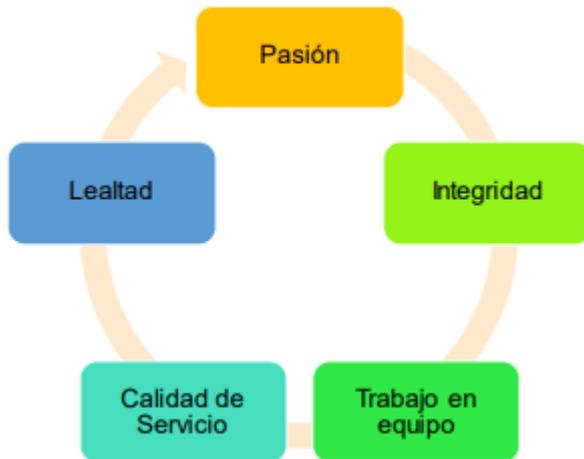 Pasión
Lealtad
Integridad
Calidad de
Servicio
Trabajo en
equipo